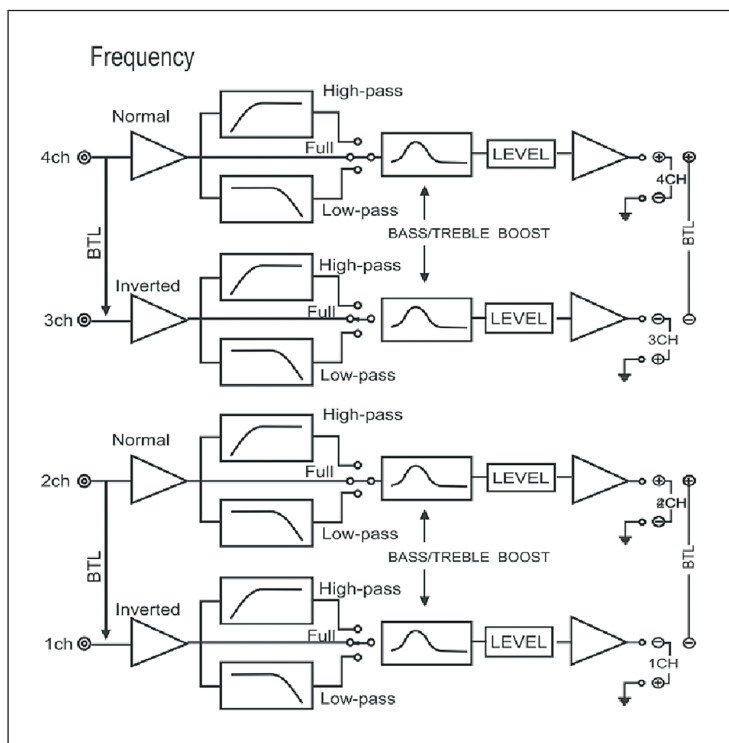 Frequency
High-pass
Normal
4ch
Full
LEVEL
4CH
Low-pass
BTL
BASS/TREBLE BOOST
BTL
High-pass
Inverted
3ch
Full
LEVEL
3CH
Low-pass
High-pass
Normal
2ch
Full
LEVEL
2CH
Low-pass
BTL
BASS/TREBLE BOOST
BTL
High-pass
Inverted
1ch
Full
LEVEL
1CH
Low-pass